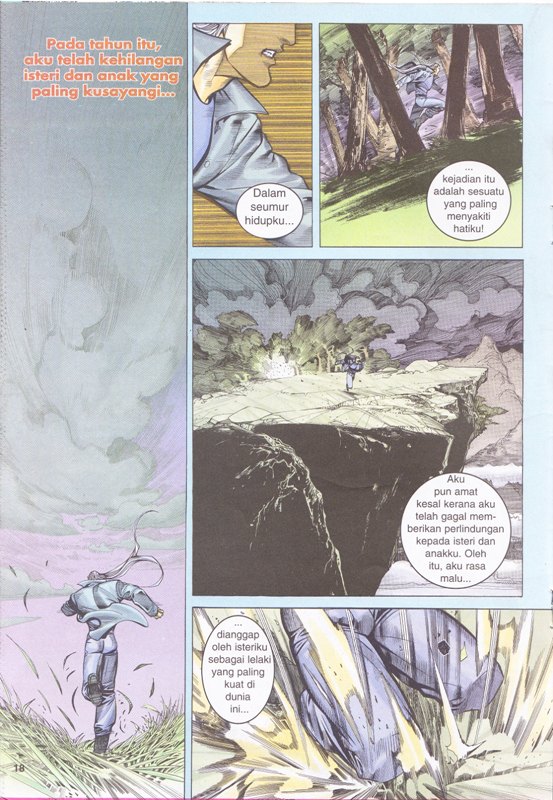 Pada tahun itu,
aku telah kehilangan
isteri dan anak yang
paling kusayangi...
Dalam
seumur
hidupku...
...
kejadian itu
adalah sesuatu
yang paling
menyakiti
hatiku!
Aku
pun amat
kesal kerana aku
telah gagal mem-
berikan perlindungan
kepada isteri dan
anakku. Oleh
itu, aku rasa
malu...
...
dianggap
oleh isteriku
sebagai lelaki
yang paling
kuat di
dunia
ini...
18